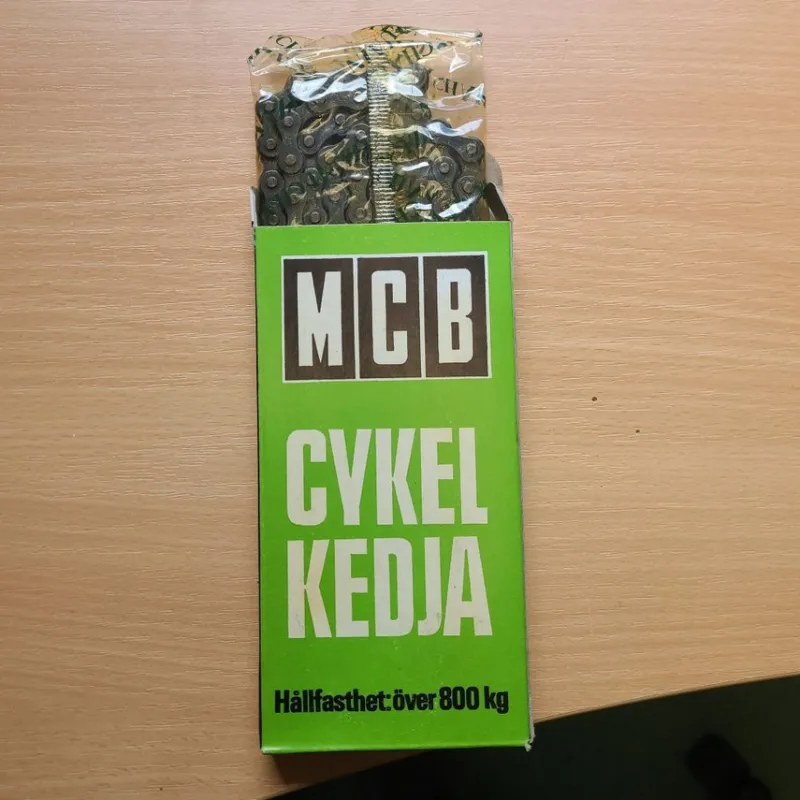 MCB
CYKEL
KEDJA
Hållfasthet: över 800 kg